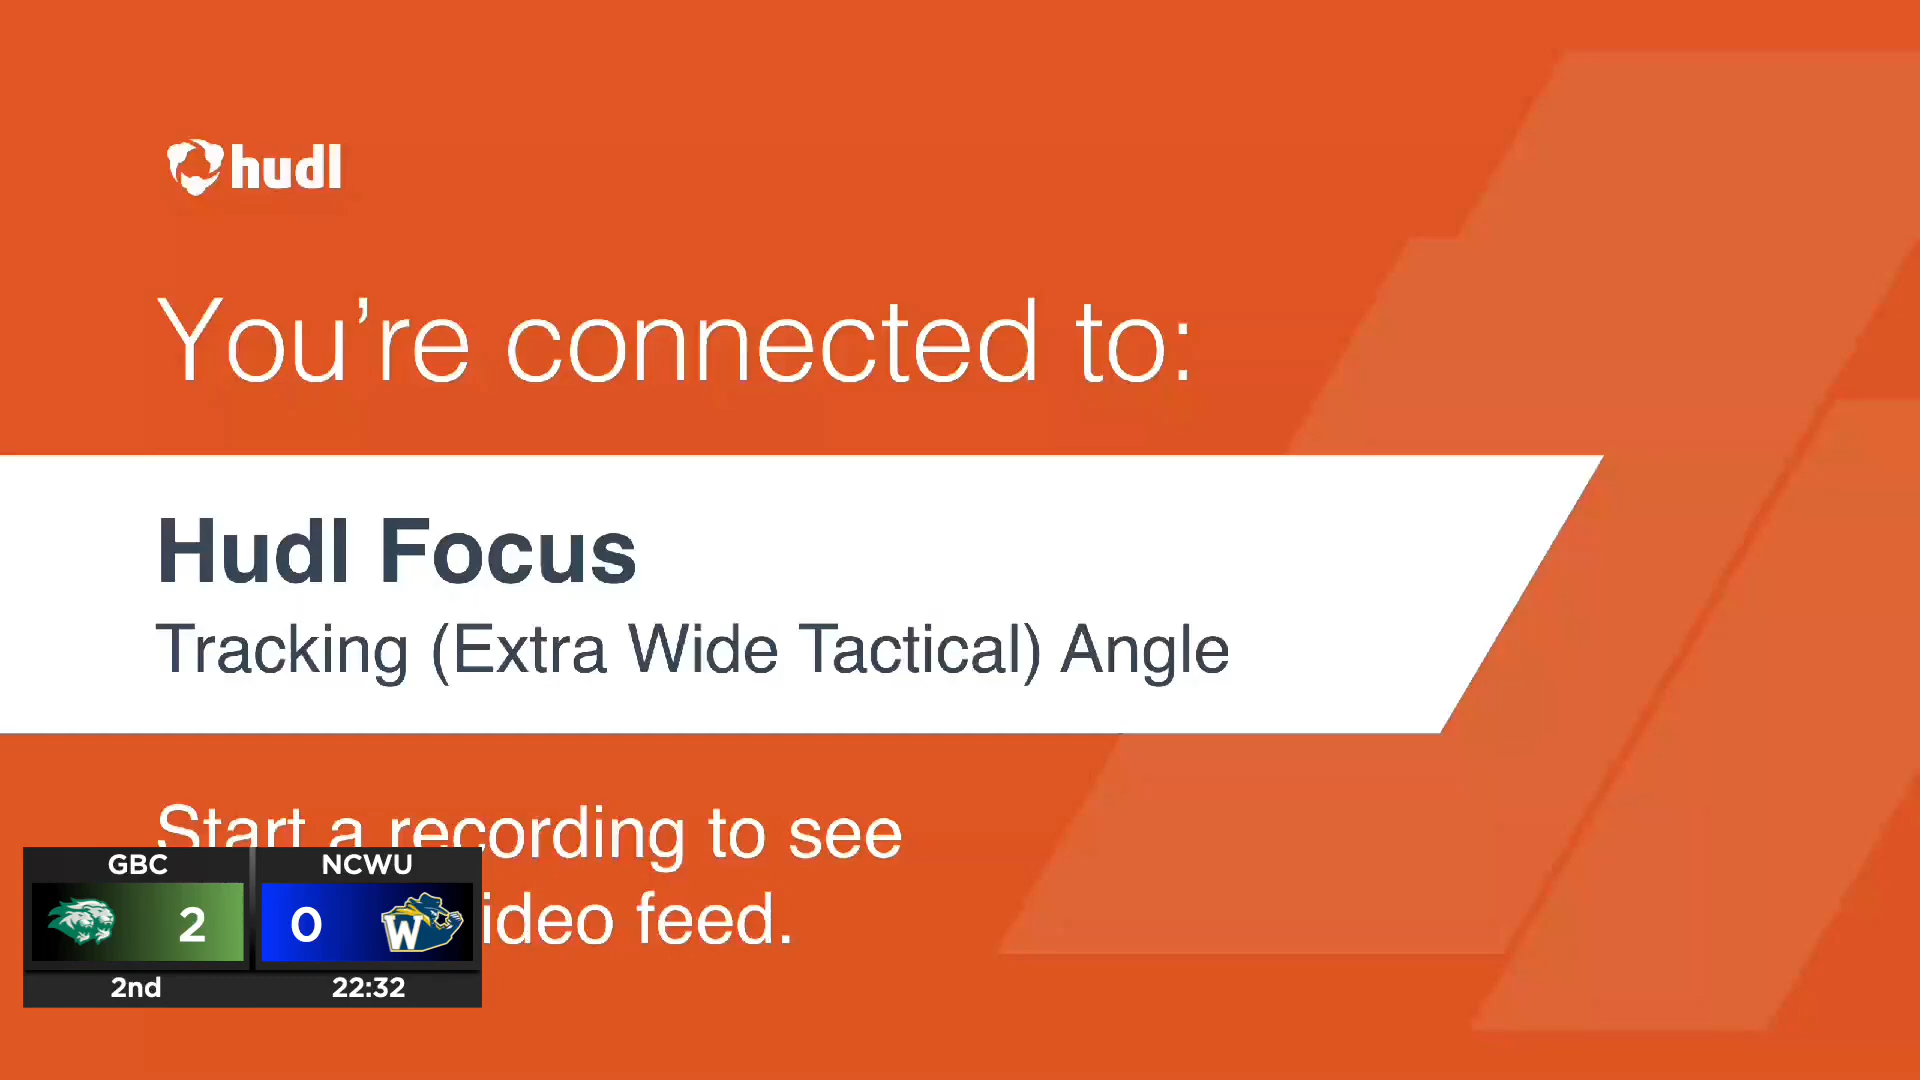 hudl
You're connected to:
Hudl Focus
Tracking (Extra Wide Tactical) Angle
Start a recording to see
ideo feed.
GBC NCWU
2 0 W
2nd 22:32